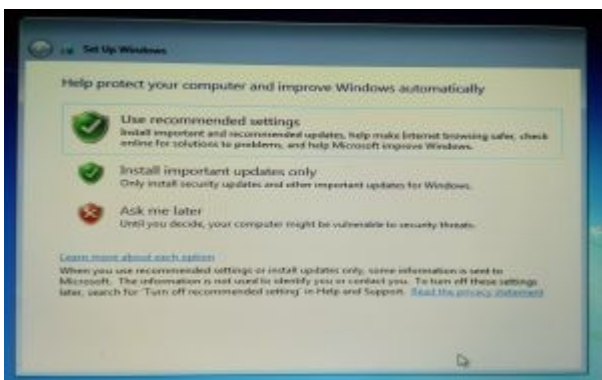 Set Up Windows
Help protect your computer and improve Windows automatically
Use recommended settings
Install important and recommended updates, help make Internet browsing safer, check
online for solutions to problems, and help Microsoft improve Windows.
Install important updates only
Only install security updates and other important updates for Windows.
Ask me later
Until you decide, your computer might be vulnerable to security threats.
Learn more about each option
When you use recommended settings or install updates only, some information is sent to
Microsoft. The information is not used to identify you or contact you. To turn off these settings
later, search for 'Turn off recommended setting' in Help and Support. Read the privacy statement